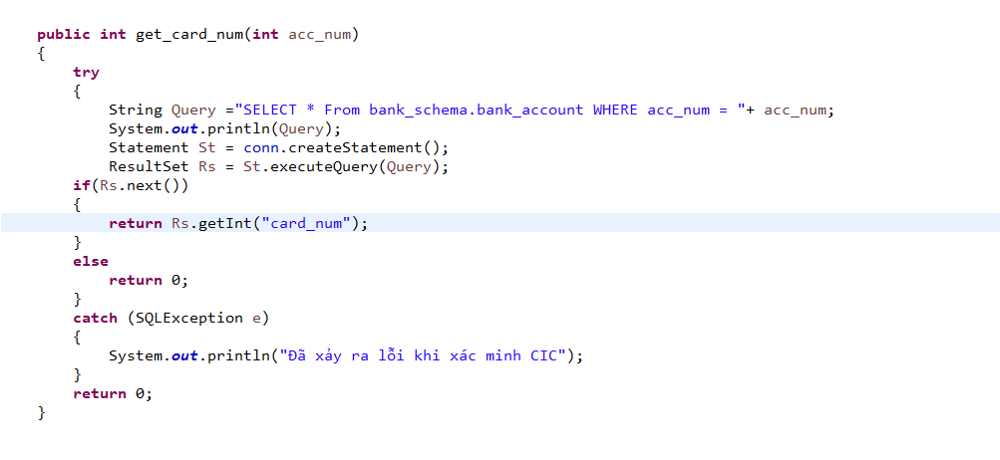 public int get_card_num(int acc_num)
{
try
{
String Query ="SELECT * From bank_schema.bank_account WHERE acc_num = "+ acc_num;
System.out.println(Query);
Statement St = conn.createStatement();
ResultSet Rs = St.executeQuery(Query);
if(Rs.next())
{
return Rs.getInt("card_num");
}
else
return 0;
}
catch (SQLException e)
{
System.out.println("Đã xảy ra lỗi khi xác minh CIC");
}
return 0;
}